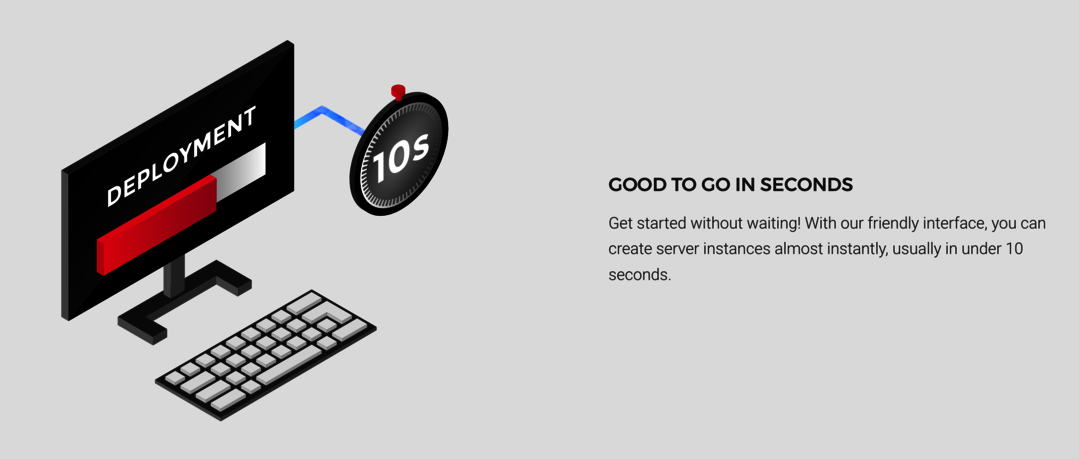 DEPLOYMENT
10s
GOOD TO GO IN SECONDS
Get started without waiting! With our friendly interface, you can
create server instances almost instantly, usually in under 10
seconds.